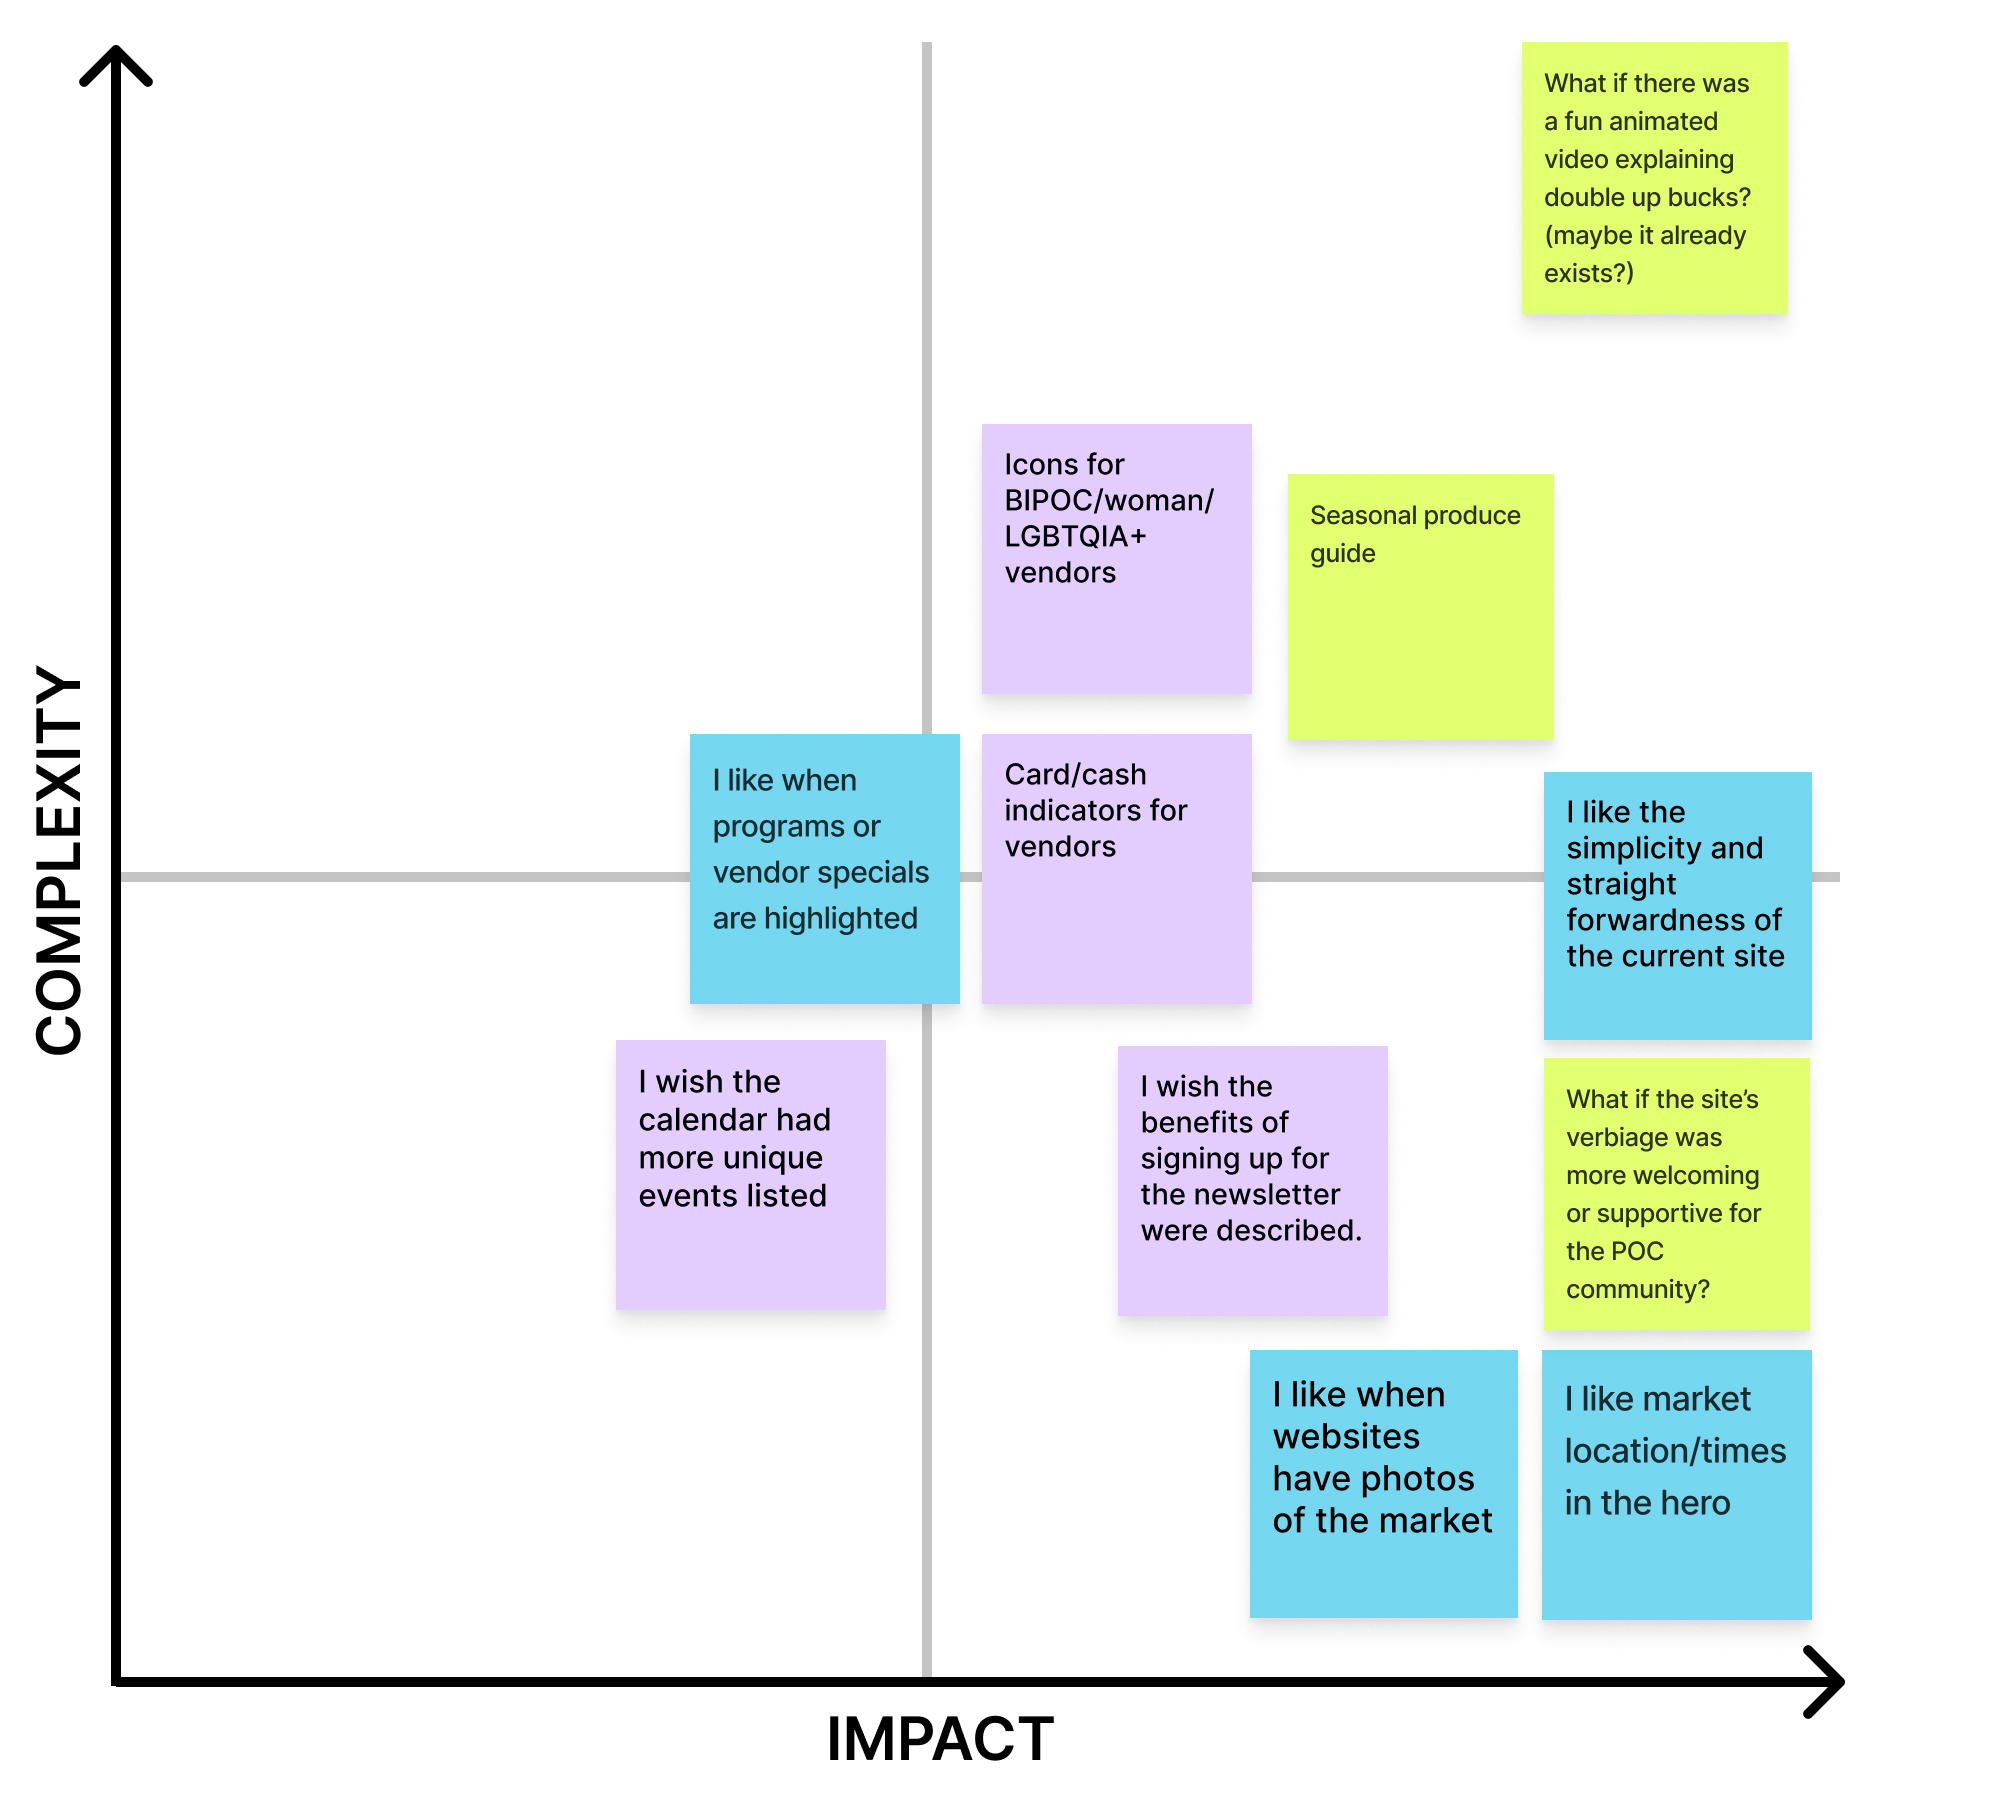 What if there was
a fun animated
video explaining
double up bucks?
(maybe it already
exists?)
Icons for
BIPOC/woman/
LGBTQIA+
vendors
Seasonal produce
guide
I like when
programs or
vendor specials
are highlighted
Card/cash
indicators for
vendors
I like the
simplicity and
straight
forwardness of
the current site
COMPLEXITY
I wish the
calendar had
more unique
events listed
I wish the
benefits of
signing up for
the newsletter
were described.
What if the site’s
verbiage was
more welcoming
or supportive for
the POC
community?
I like when
websites
have photos
of the market
I like market
location/times
in the hero
IMPACT